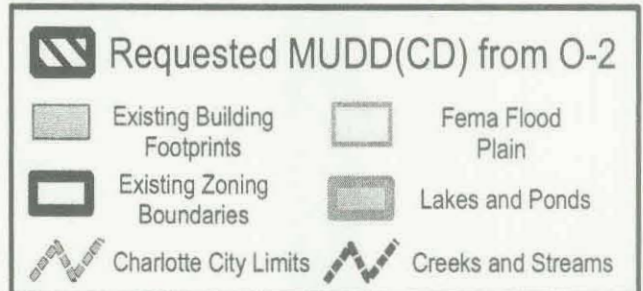 Requested MUDD(CD) from O-2
Existing Building
Footprints
Fema Flood
Plain
Existing Zoning
Boundaries
Lakes and Ponds
Charlotte City Limits
Creeks and Streams